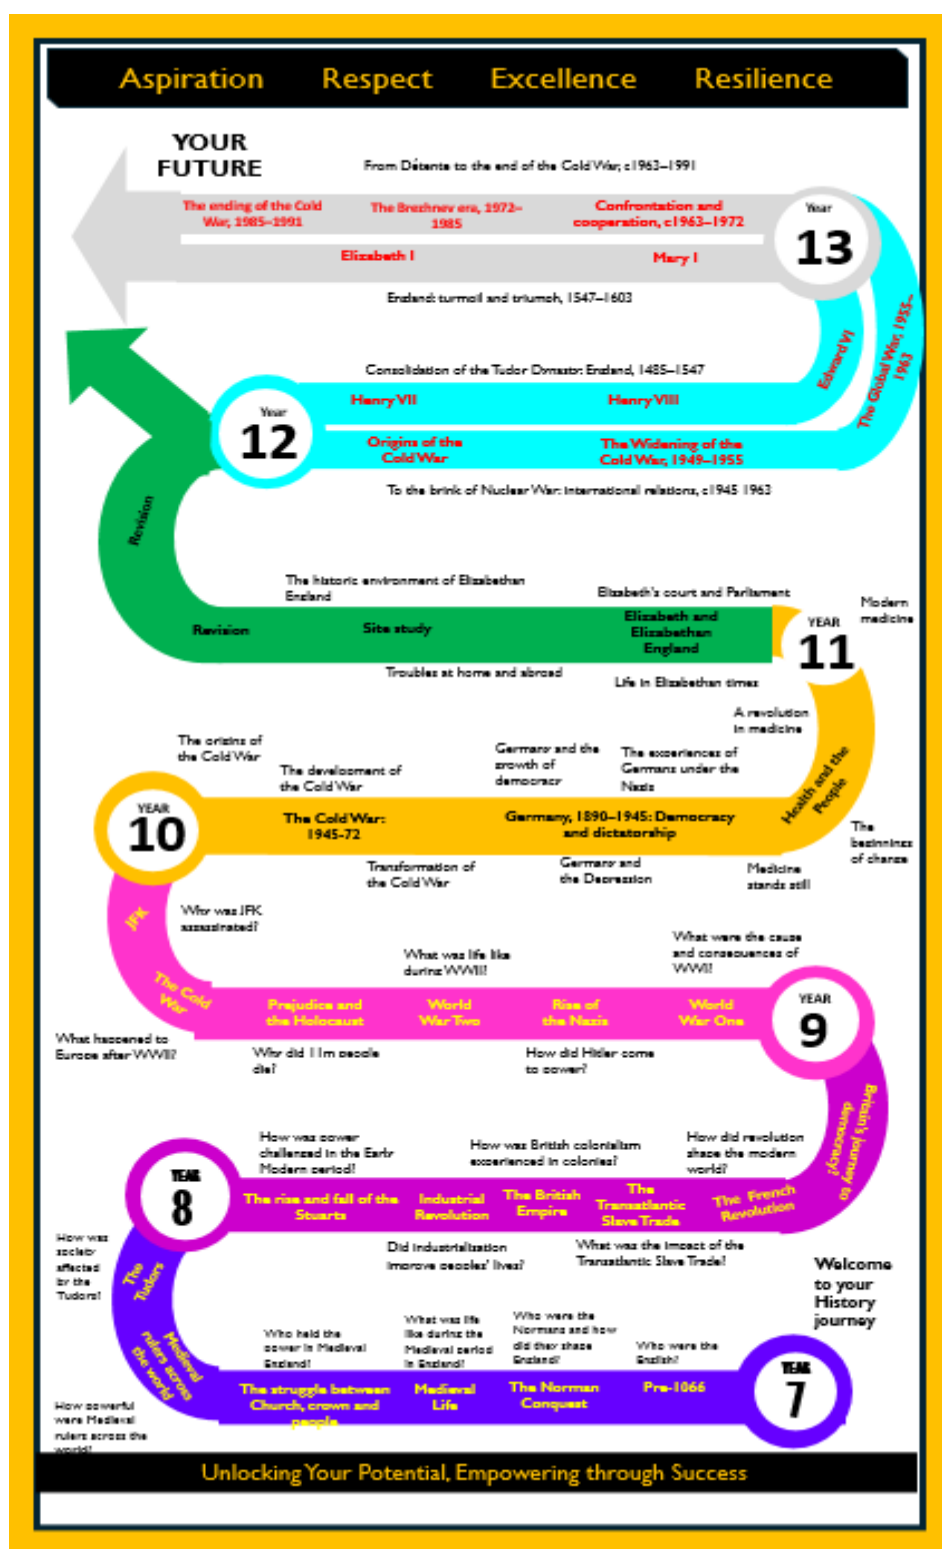 Aspiration Respect Excellence Resilience
YOUR
FUTURE
From Détente to the end of the Cold War, c1963–1991
The ending of the Cold
War, 1985–1991
The Brezhnev era, 1972–
1985
Confrontation and
cooperation, c1963–1972
Year
13
Elizabeth I
Mary I
England: turmoil and triumph, 1547–1603
Edward VI
The Global War, 1955–
1963
Consolidation of the Tudor Dynasty: England, 1485–1547
Year
12
Henry VII
Henry VIII
Origins of the
Cold War
The Widening of the
Cold War, 1949–1955
To the brink of Nuclear War: international relations, c1945 1963
Revision
The historic environment of Elizabethan
England
Elizabeth's court and Parliament
Modern
medicine
Revision
Site study
Elizabeth and
Elizabethan
England
YEAR
11
Troubles at home and abroad
Life in Elizabethan times
A revolution
in medicine
The origins of
the Cold War
The development of
the Cold War
Germany and the
growth of
democracy
The experiences of
Germans under the
Nazis
Health and the
People
YEAR
10
The Cold War:
1945-72
Germany, 1890–1945: Democracy
and dictatorship
The
beginnings
of change
Transformation of
the Cold War
Germany and
the Depression
Medicine
stands still
JFK
Why was JFK
assassinated?
The Cold
War
What was life like
during WWII?
What were the cause
and consequences of
WWI?
Prejudice and
the Holocaust
World
War Two
Rise of
the Nazis
World
War One
YEAR
9
What happened to
Europe after WWII?
Why did 11m people
die?
How did Hitler come
to power?
Britain's journey to
democracy?
How was power
challenged in the Early
Modern period?
How was British colonialism
experienced in colonies?
How did revolution
shape the modern
world?
YEAR
8
The rise and fall of the
Stuarts
Industrial
Revolution
The British
Empire
The
Transatlantic
Slave Trade
The French
Revolution
How was
society
affected
by the
Tudors?
The
Tudors
Did industrialisation
improve peoples' lives?
What was the impact of the
Transatlantic Slave Trade?
Welcome
to your
History
journey
Medieval
rulers across
the world
Who held the
power in Medieval
England?
What was life
like during the
Medieval period
in England?
Who were the
Normans and how
did they shape
England?
Who were the
English?
YEAR
7
The struggle between
Church, crown and
people
Medieval
Life
The Norman
Conquest
Pre-1066
How powerful
were Medieval
rulers across the
world?
Unlocking Your Potential, Empowering through Success